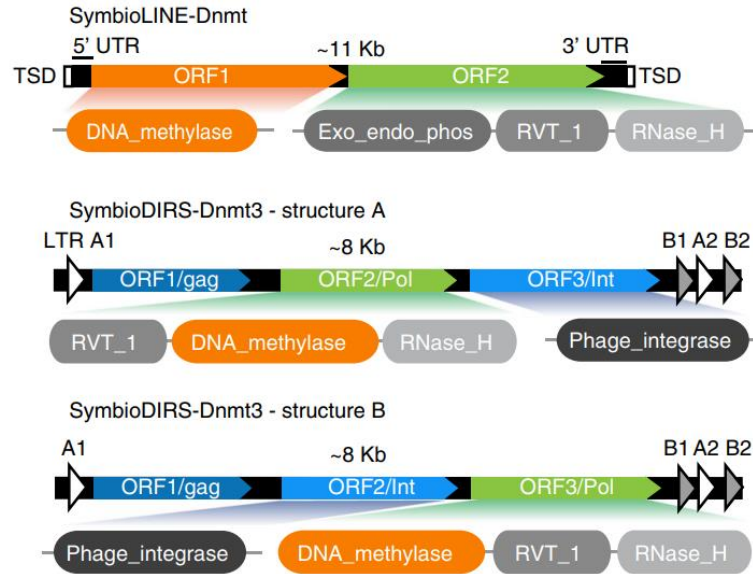 SymbioLINE-Dnmt
5' UTR ~11 Kb 3' UTR
TSD ORF1 ORF2 TSD
DNA_methylase Exo_endo_phos RVT_1 RNase_H
SymbioDIRS-Dnmt3 - structure A
LTR A1 ~8 Kb B1 A2 B2
ORF1/gag ORF2/Pol ORF3/Int
RVT_1 DNA_methylase RNase_H Phage_integrase
SymbioDIRS-Dnmt3 - structure B
A1 ~8 Kb B1 A2 B2
ORF1/gag ORF2/Int ORF3/Pol
Phage_integrase DNA_methylase RVT_1 RNase_H